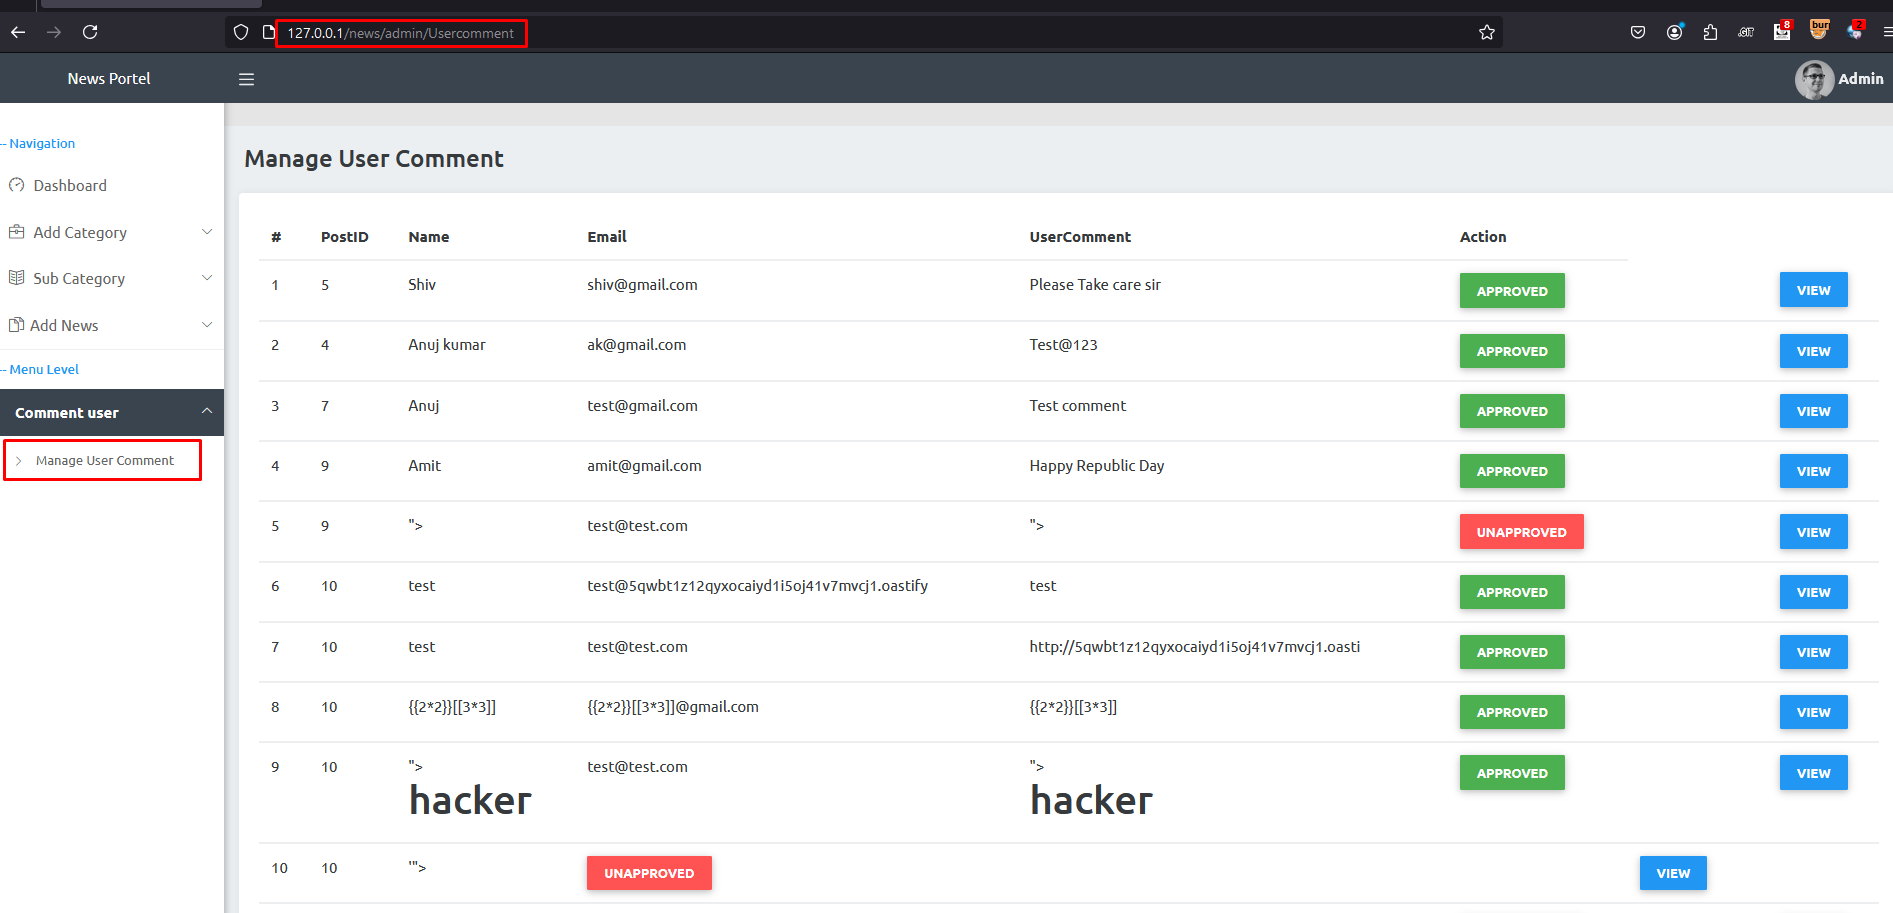 127.0.0.1/news/admin/Usercomment
8
2
News Portel
Admin
-- Navigation
Dashboard
Add Category
Sub Category
Add News
-- Menu Level
Comment user
Manage User Comment
Manage User Comment
# PostID Name Email UserComment Action
1 5 Shiv shiv@gmail.com Please Take care sir APPROVED VIEW
2 4 Anuj kumar ak@gmail.com Test@123 APPROVED VIEW
3 7 Anuj test@gmail.com Test comment APPROVED VIEW
4 9 Amit amit@gmail.com Happy Republic Day APPROVED VIEW
5 9 "> test@test.com "> UNAPPROVED VIEW
6 10 test test@5qwbt1z12qyxocaiyd1i5oj41v7mvcj1.oastify test APPROVED VIEW
7 10 test test@test.com http://5qwbt1z12qyxocaiyd1i5oj41v7mvcj1.oasti APPROVED VIEW
8 10 {{2*2}}[[3*3]] {{2*2}}[[3*3]]@gmail.com {{2*2}}[[3*3]] APPROVED VIEW
9 10 "> test@test.com "> APPROVED VIEW
hacker hacker
10 10 '"> UNAPPROVED VIEW